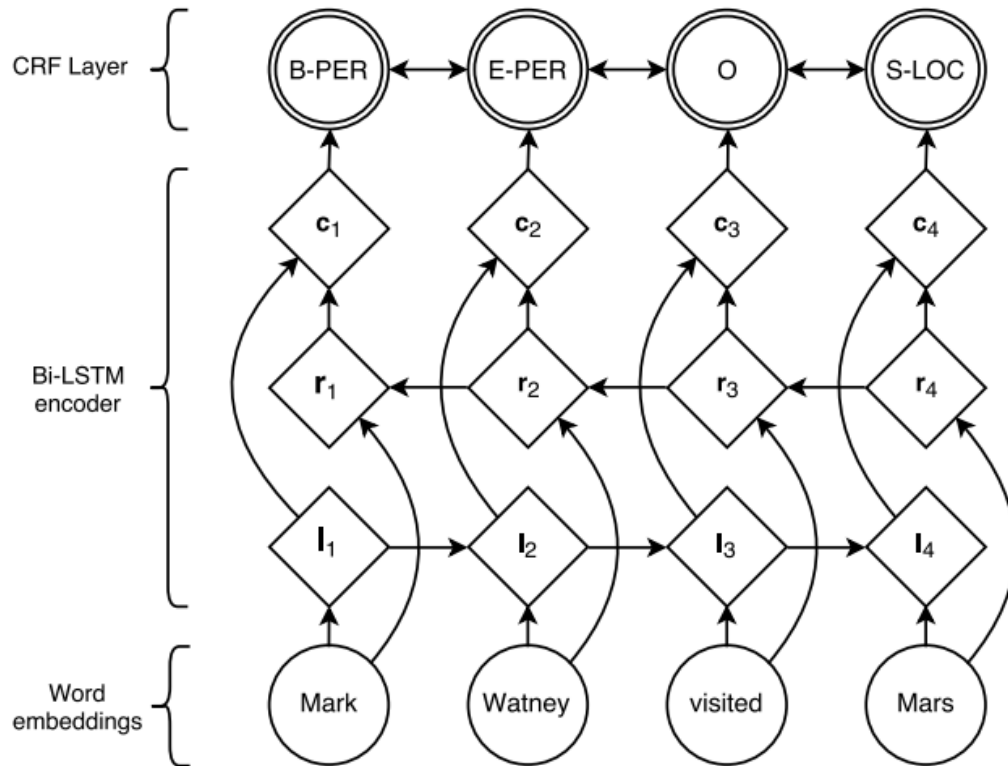 CRF Layer
B-PER E-PER O S-LOC
c1 c2 c3 c4
Bi-LSTM
encoder
r1 r2 r3 r4
l1 l2 l3 l4
Word
embeddings
Mark Watney visited Mars